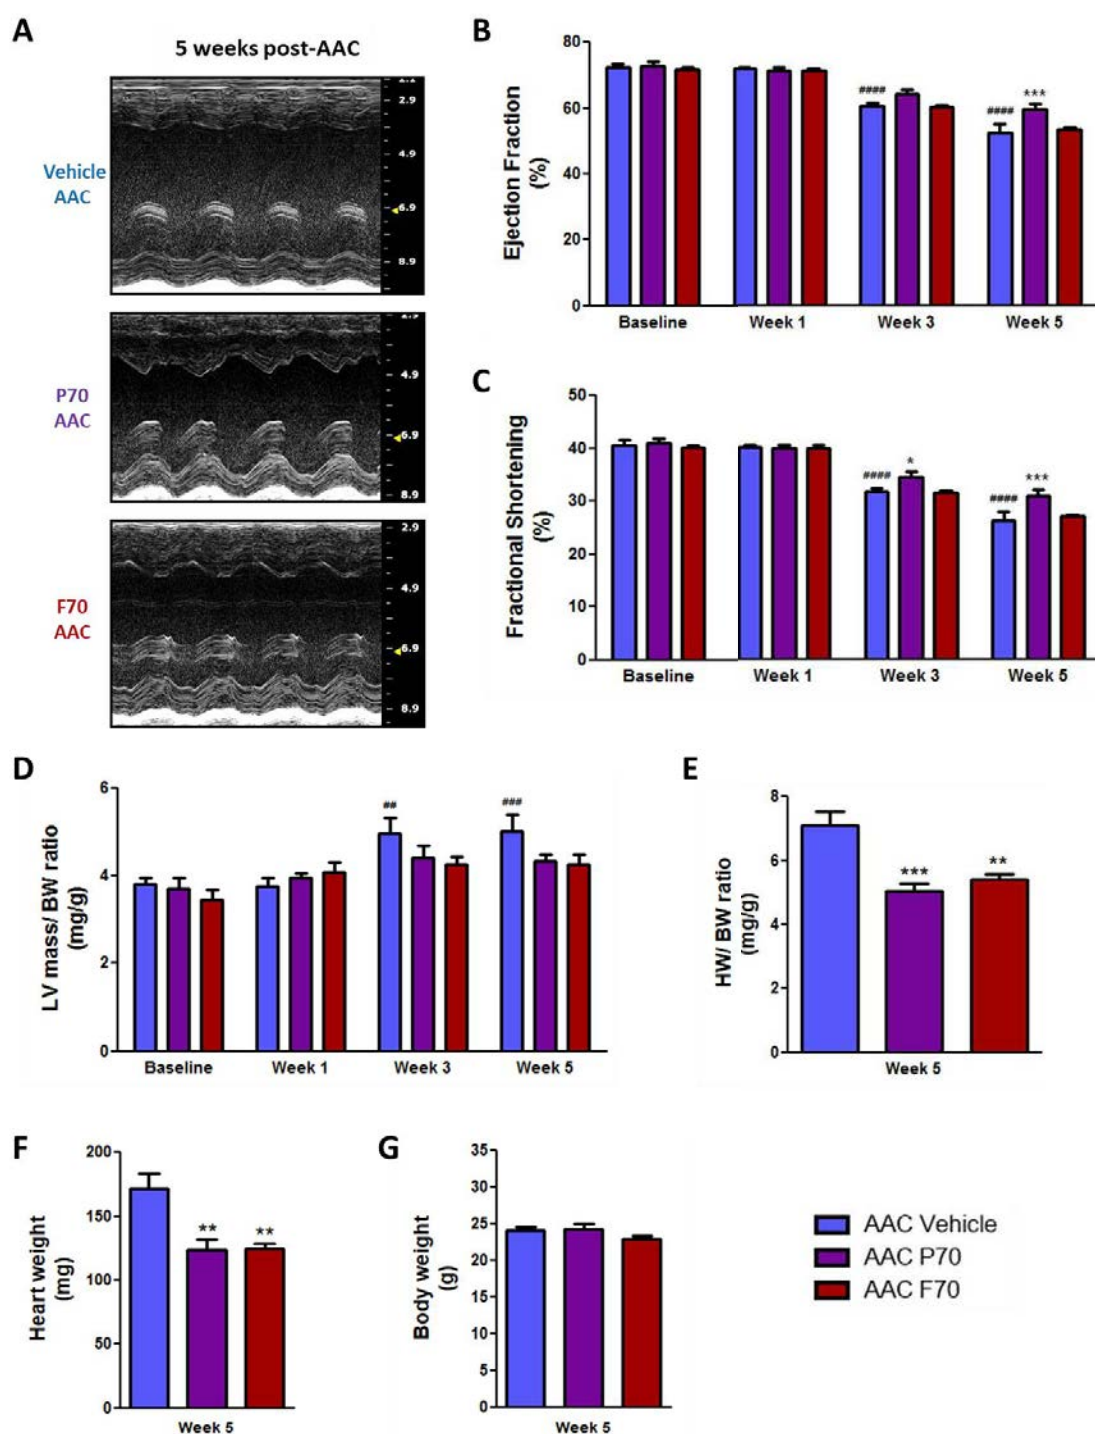 A
5 weeks post-AAC
Vehicle
AAC
2.9
4.9
6.9
8.9
P70
AAC
4.9
6.9
8.9
F70
AAC
2.9
4.9
6.9
8.9
B
Ejection Fraction
(%)
80
60
40
20
0
####
####
***
Baseline
Week 1
Week 3
Week 5
C
Fractional Shortening
(%)
50
40
30
20
10
0
####
*
####
***
Baseline
Week 1
Week 3
Week 5
D
LV mass/ BW ratio
(mg/g)
6
4
2
0
##
###
Baseline
Week 1
Week 3
Week 5
E
HW/ BW ratio
(mg/g)
8
6
4
2
0
***
**
Week 5
F
Heart weight
(mg)
200
150
100
50
0
**
**
Week 5
G
Body weight
(g)
35
30
25
20
15
10
5
0
Week 5
AAC Vehicle
AAC P70
AAC F70